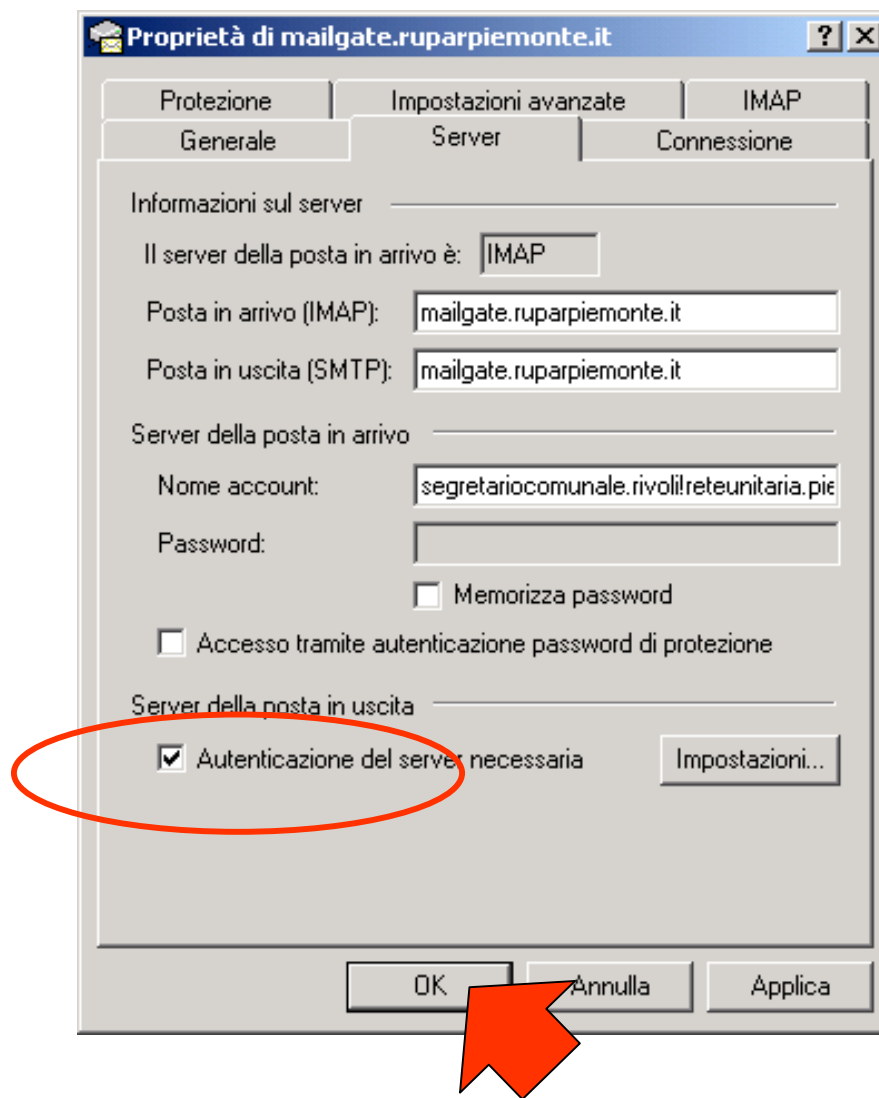 Proprietà di mailgate.ruparpiemonte.it
Protezione Impostazioni avanzate IMAP
Generale Server Connessione
Informazioni sul server
Il server della posta in arrivo è: IMAP
Posta in arrivo (IMAP): mailgate.ruparpiemonte.it
Posta in uscita (SMTP): mailgate.ruparpiemonte.it
Server della posta in arrivo
Nome account: segretariocomunale.rivoli!reteunitaria.pie
Password:
Memorizza password
Accesso tramite autenticazione password di protezione
Server della posta in uscita
Autenticazione del server necessaria Impostazioni...
OK Annulla Applica